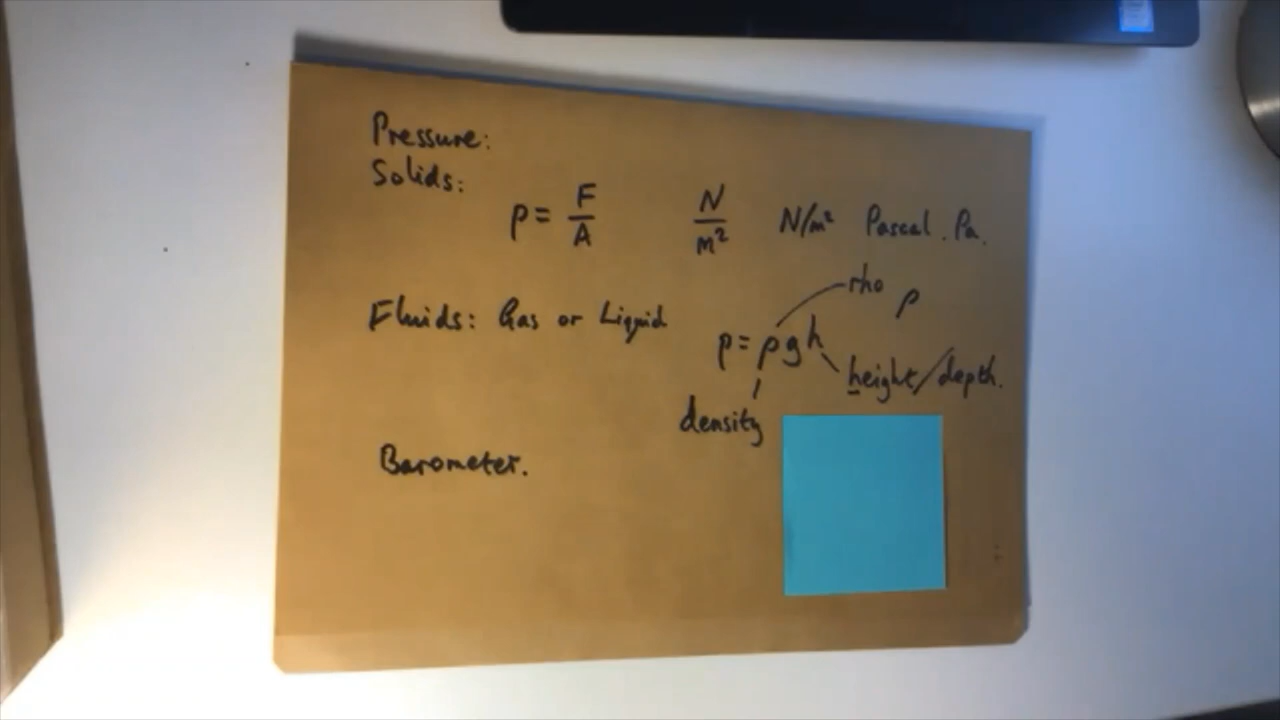 Pressure:
Solids:
p = F/A N/m² N/m² Pascal . Pa.
rho ρ
Fluids: Gas or Liquid p = ρgh
height/depth.
density
Barometer.